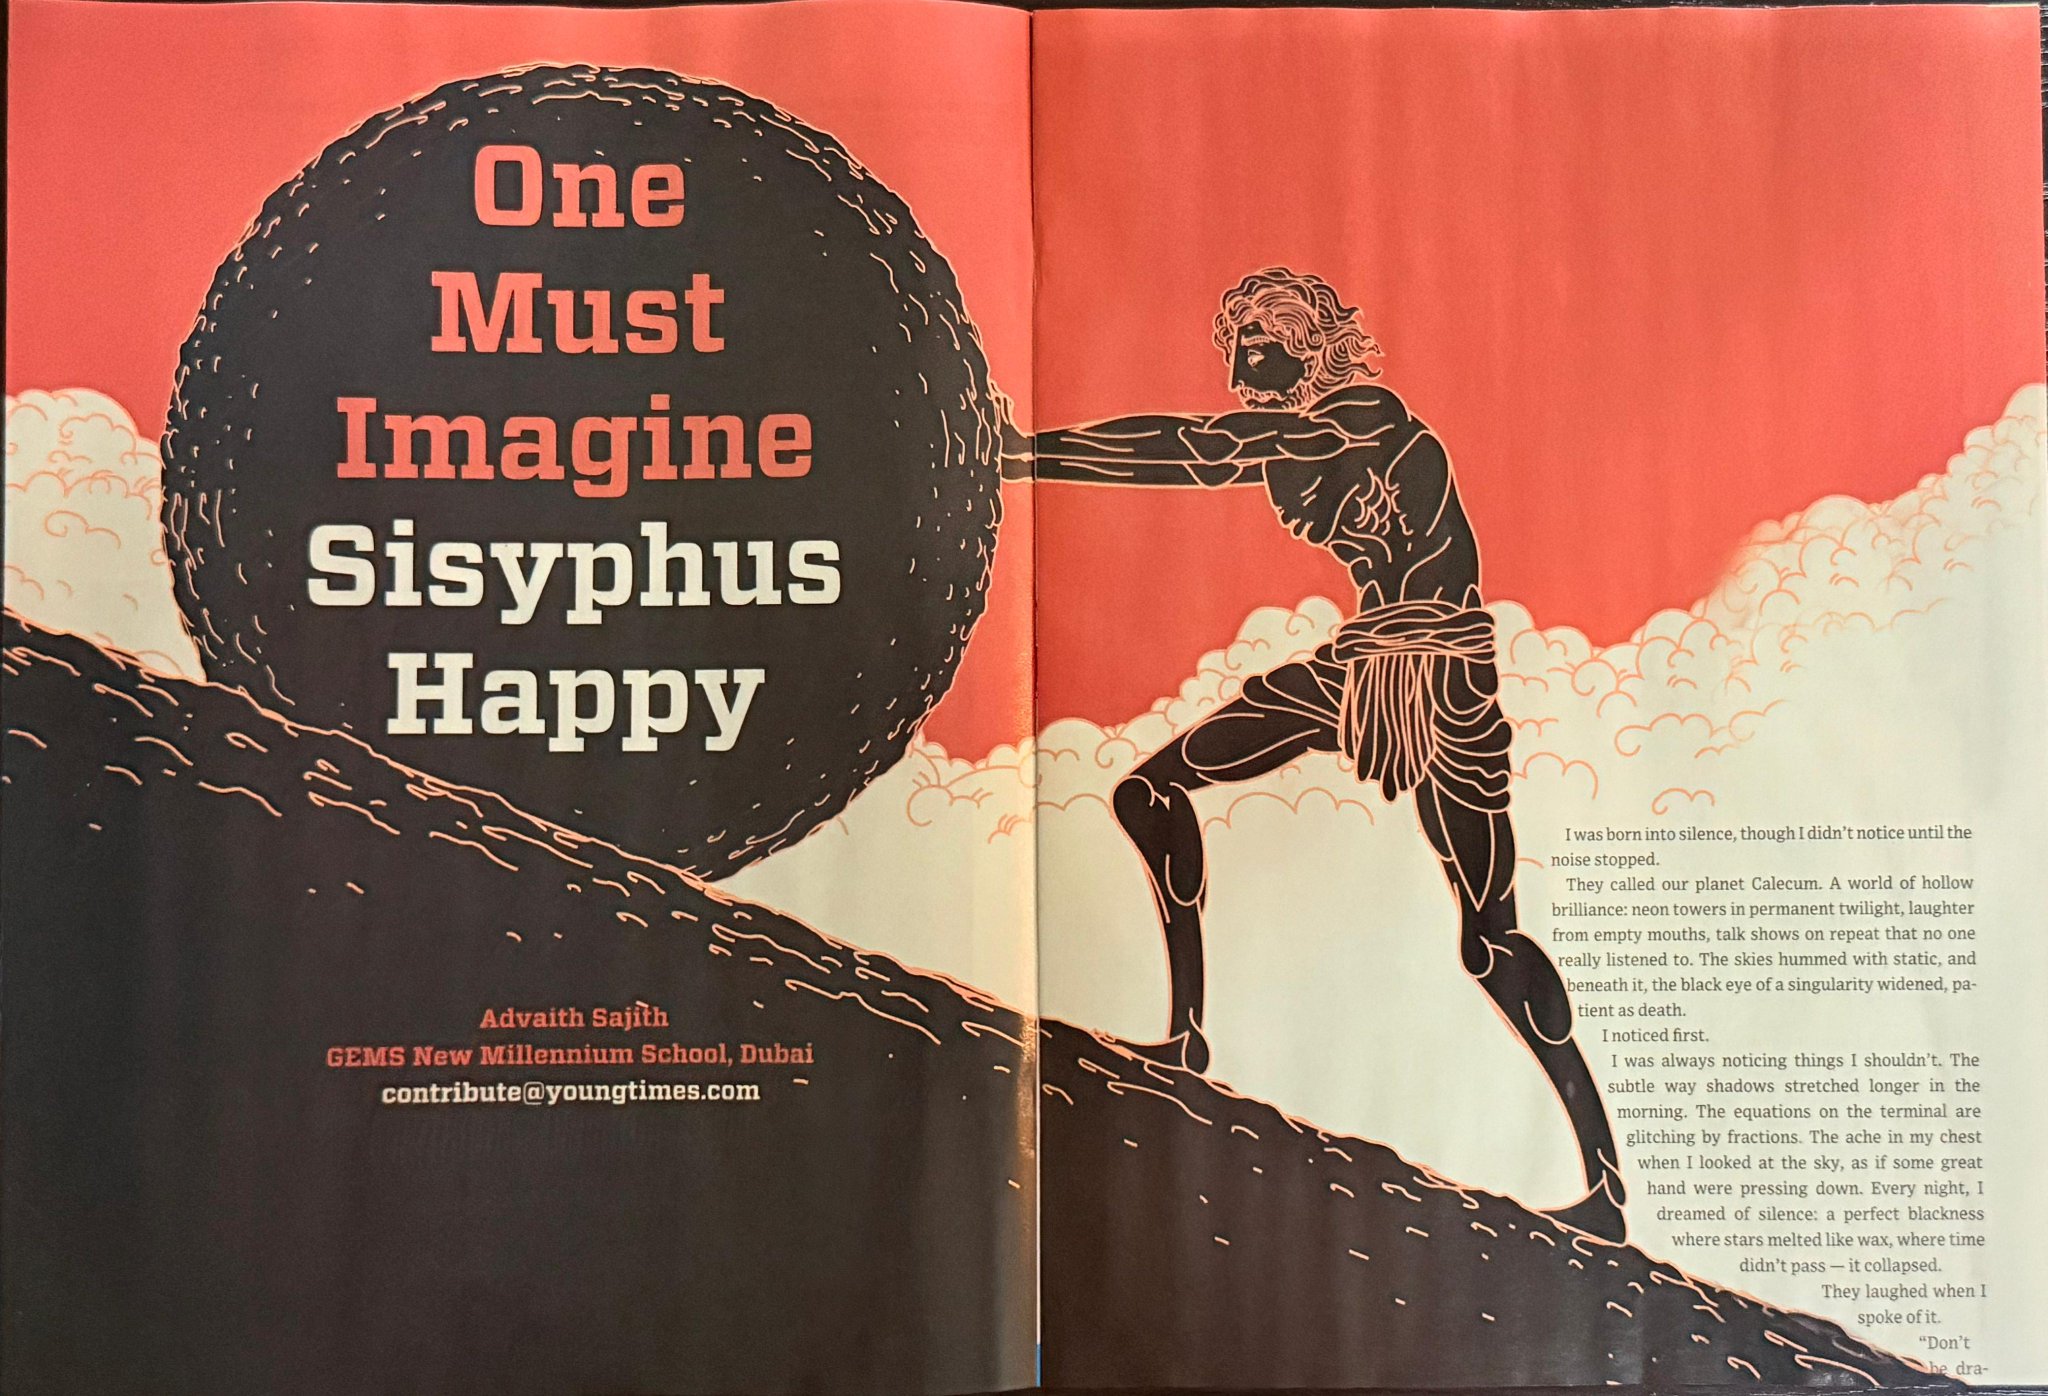 One
Must
Imagine
Sisyphus
Happy
Advaith Sajith
GEMS New Millennium School, Dubai
contribute@youngtimes.com
I was born into silence, though I didn't notice until the
noise stopped.
They called our planet Calecum. A world of hollow
brilliance: neon towers in permanent twilight, laughter
from empty mouths, talk shows on repeat that no one
really listened to. The skies hummed with static, and
beneath it, the black eye of a singularity widened, pa-
tient as death.
I noticed first.
I was always noticing things I shouldn't. The
subtle way shadows stretched longer in the
morning. The equations on the terminal are
glitching by fractions. The ache in my chest
when I looked at the sky, as if some great
hand were pressing down. Every night, I
dreamed of silence: a perfect blackness
where stars melted like wax, where time
didn't pass — it collapsed.
They laughed when I
spoke of it.
“Don't
be dra-